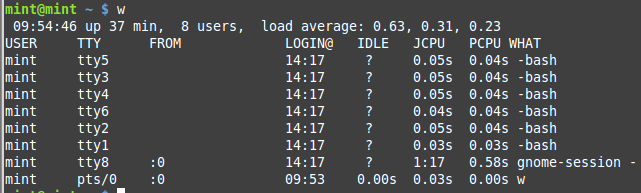 mint@mint ~ $ w
09:54:46 up 37 min,  8 users,  load average: 0.63, 0.31, 0.23
USER     TTY      FROM             LOGIN@   IDLE   JCPU   PCPU WHAT
mint     tty5                      14:17    ?     0.05s  0.04s -bash
mint     tty3                      14:17    ?     0.05s  0.04s -bash
mint     tty4                      14:17    ?     0.05s  0.04s -bash
mint     tty6                      14:17    ?     0.04s  0.04s -bash
mint     tty2                      14:17    ?     0.05s  0.04s -bash
mint     tty1                      14:17    ?     0.03s  0.03s -bash
mint     tty8     :0               14:17    ?     1:17   0.58s gnome-session -
mint     pts/0    :0               09:53    0.00s  0.03s  0.00s w
mint@mint ~ $